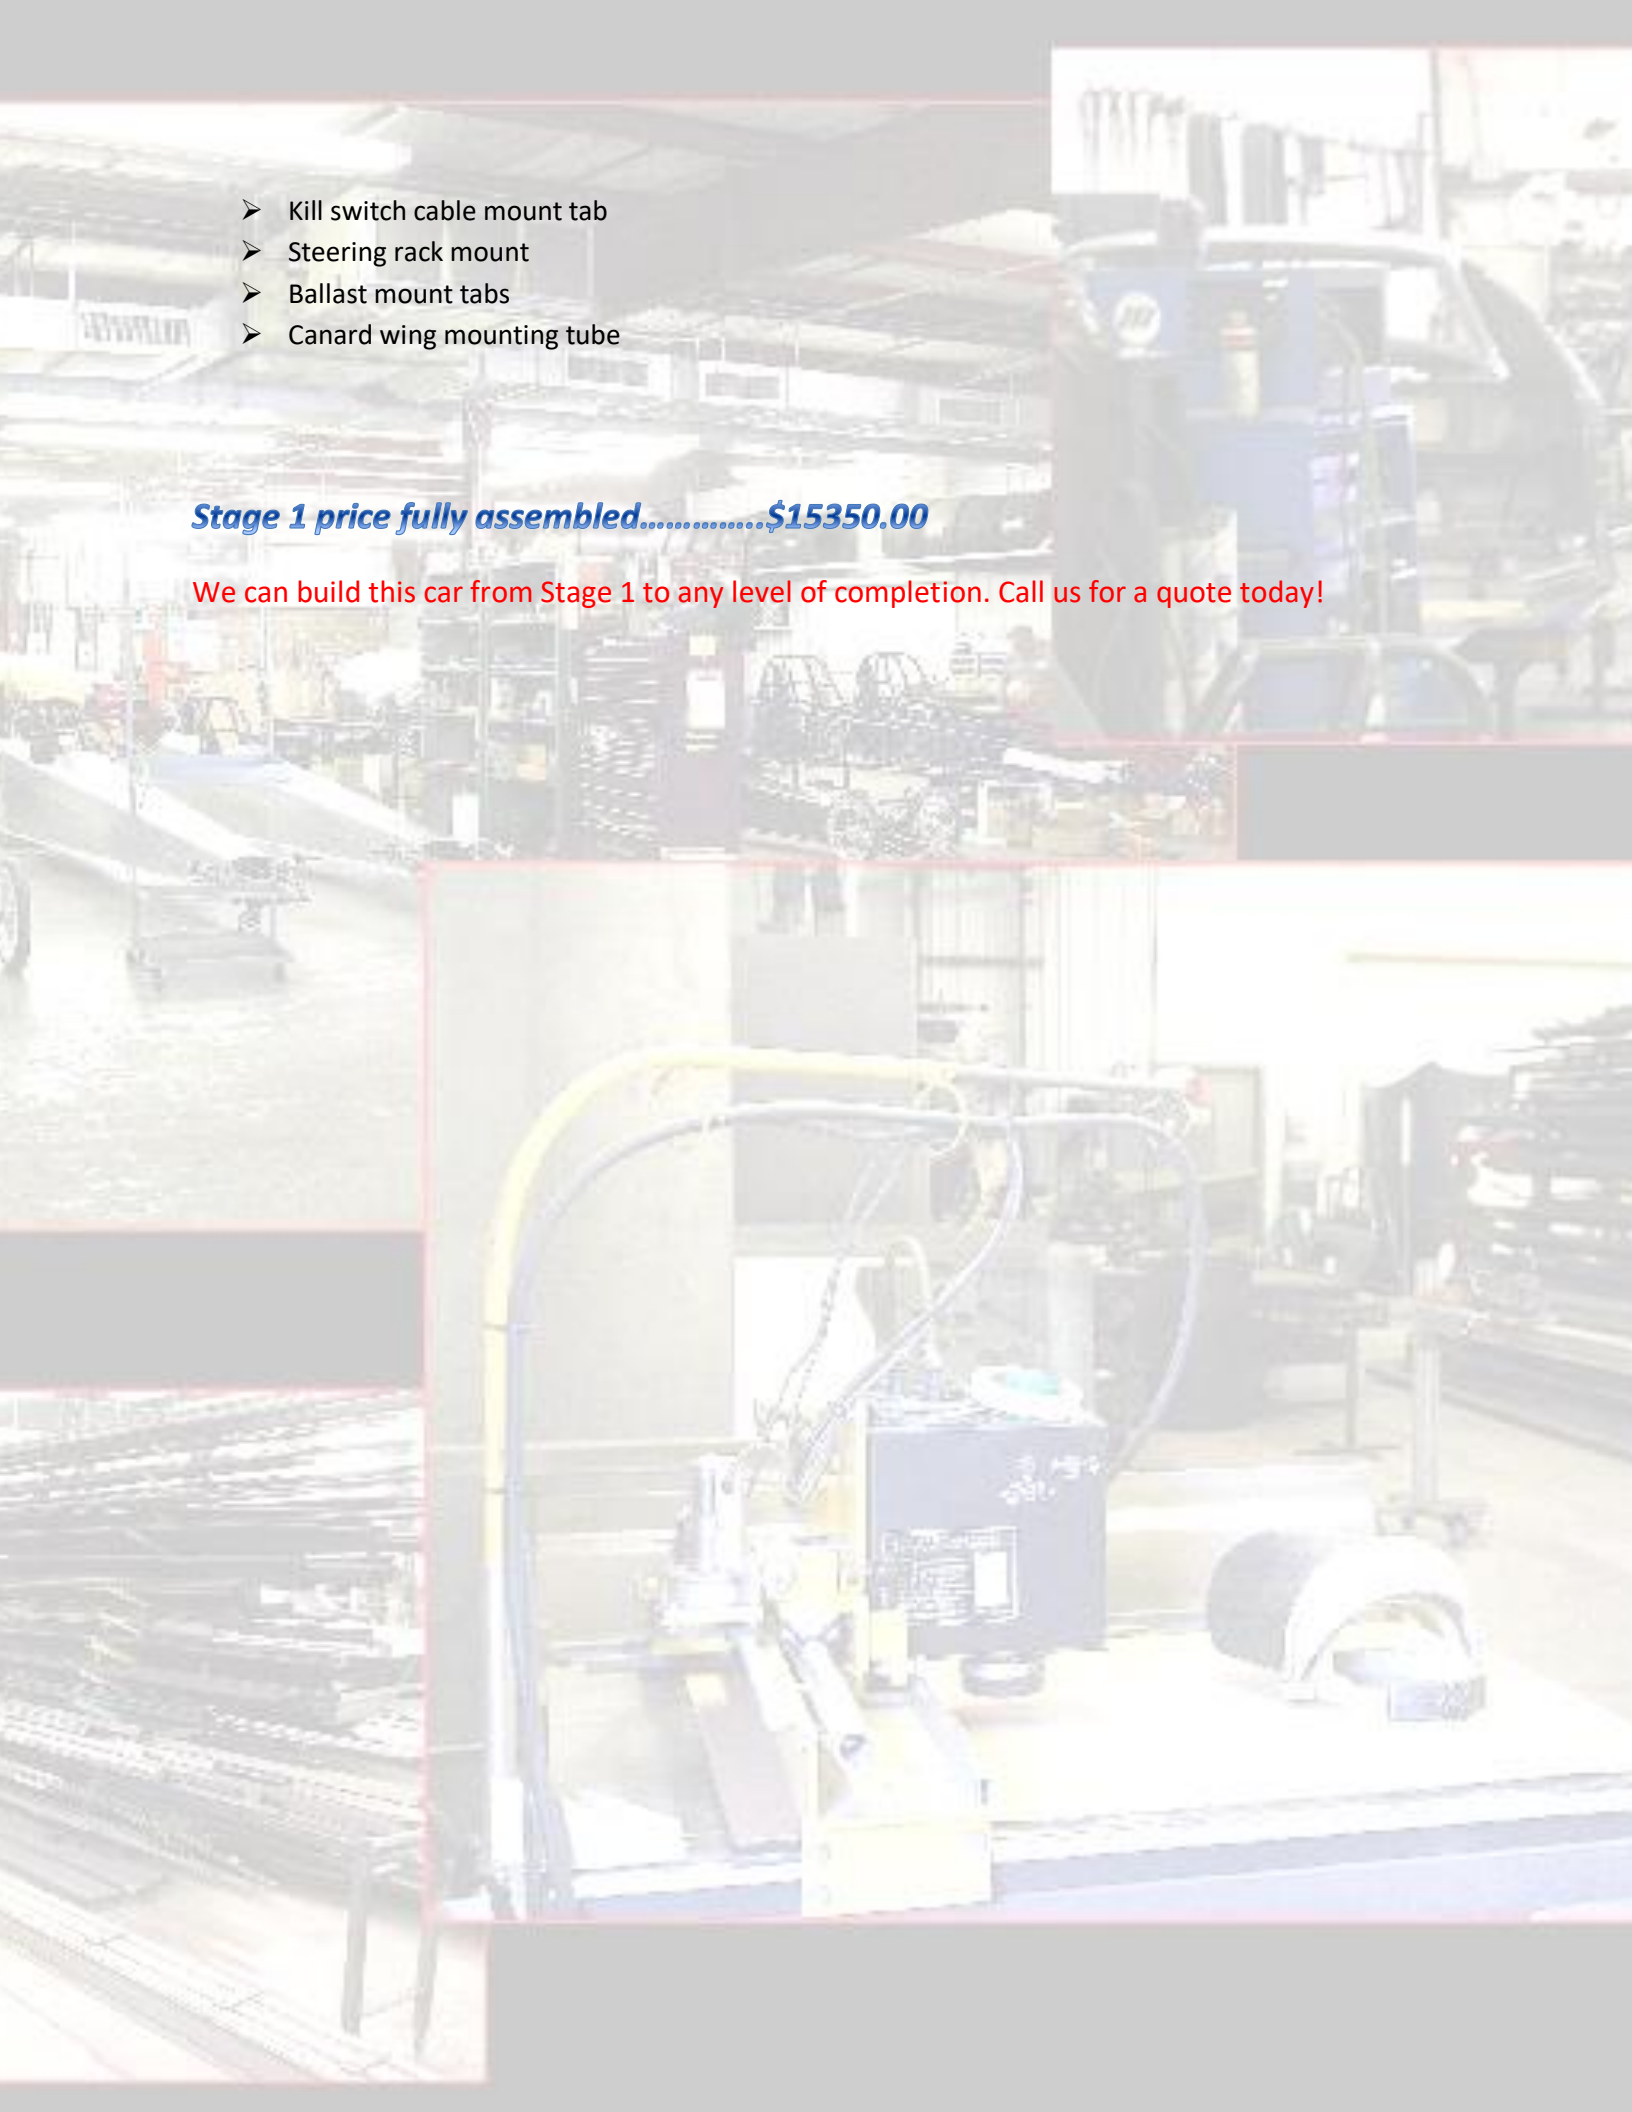 ➢ Kill switch cable mount tab
➢ Steering rack mount
➢ Ballast mount tabs
➢ Canard wing mounting tube
Stage 1 price fully assembled..............$15350.00
We can build this car from Stage 1 to any level of completion. Call us for a quote today!